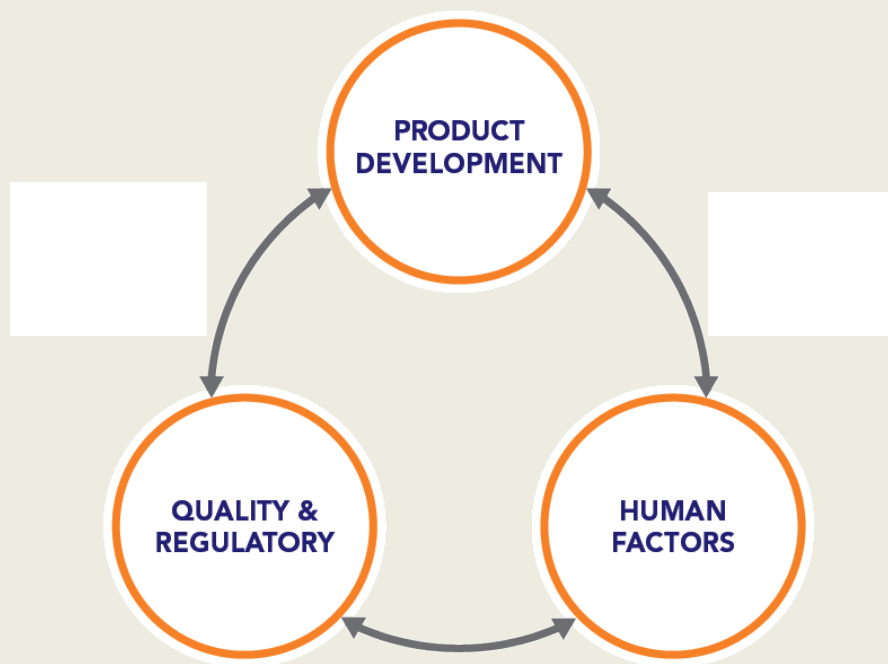 PRODUCT
DEVELOPMENT
QUALITY &
REGULATORY
HUMAN
FACTORS